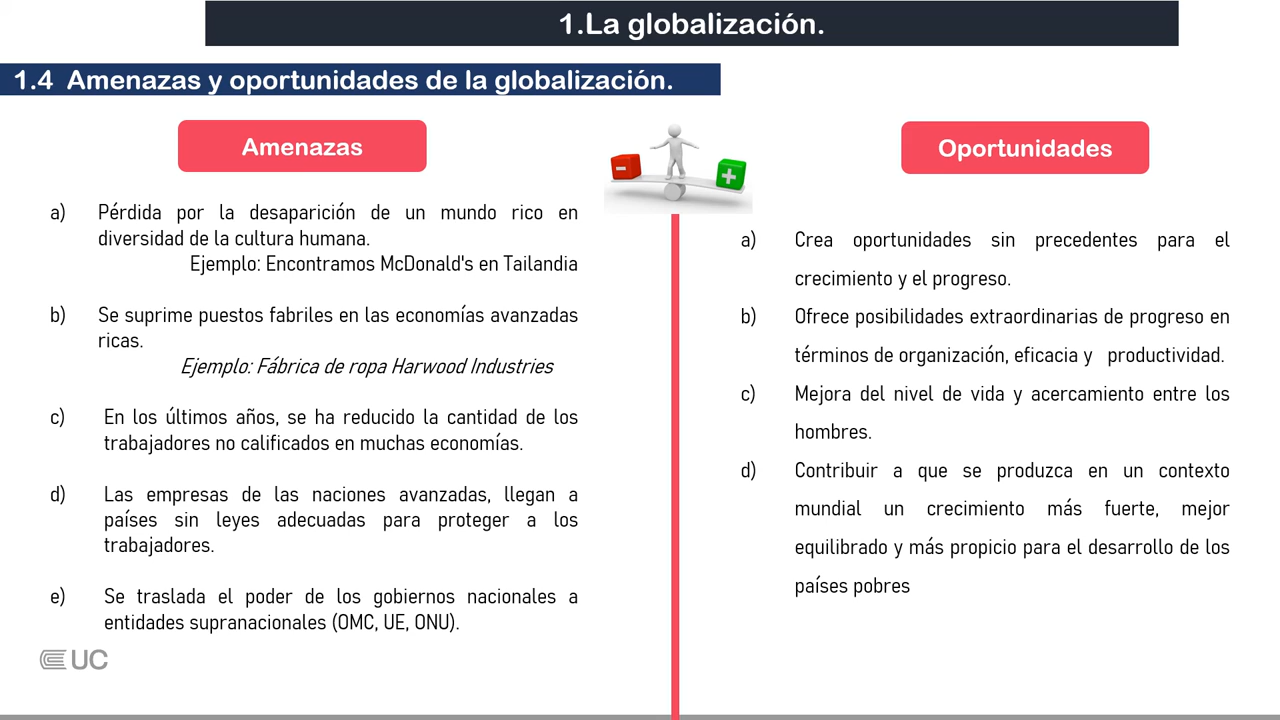 1.La globalización.
1.4 Amenazas y oportunidades de la globalización.
Amenazas
a) Pérdida por la desaparición de un mundo rico en
diversidad de la cultura humana.
Ejemplo: Encontramos McDonald's en Tailandia
b) Se suprime puestos fabriles en las economías avanzadas
ricas.
Ejemplo: Fábrica de ropa Harwood Industries
c) En los últimos años, se ha reducido la cantidad de los
trabajadores no calificados en muchas economías.
d) Las empresas de las naciones avanzadas, llegan a
países sin leyes adecuadas para proteger a los
trabajadores.
e) Se traslada el poder de los gobiernos nacionales a
entidades supranacionales (OMC, UE, ONU).
UC
- +
Oportunidades
a) Crea oportunidades sin precedentes para el
crecimiento y el progreso.
b) Ofrece posibilidades extraordinarias de progreso en
términos de organización, eficacia y productividad.
c) Mejora del nivel de vida y acercamiento entre los
hombres.
d) Contribuir a que se produzca en un contexto
mundial un crecimiento más fuerte, mejor
equilibrado y más propicio para el desarrollo de los
países pobres